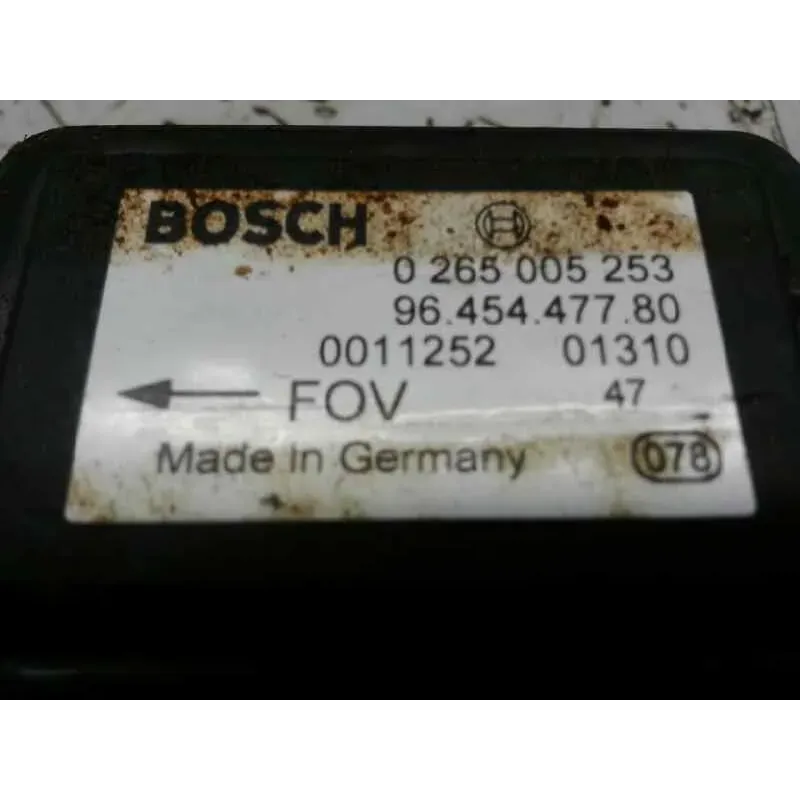 BOSCH
0 265 005 253
96.454.477.80
0011252 01310
FOV 47
Made in Germany 078